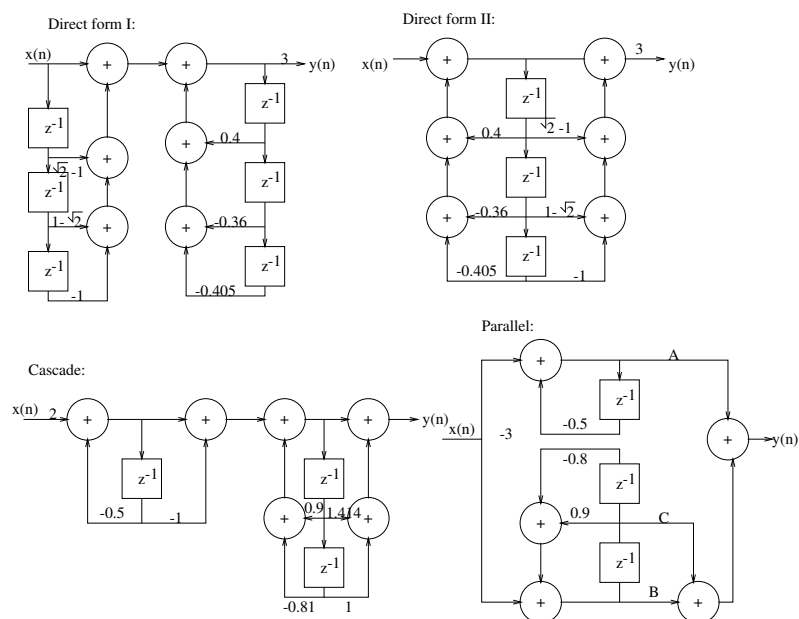 Direct form I:
x(n)
+
+
3
y(n)
z-1
z-1
0.4
+
+
√2 -1
z-1
z-1
1- √2
+
+
-0.36
z-1
z-1
-1
-0.405
Direct form II:
x(n)
+
+
3
y(n)
z-1
√2 -1
+
0.4
+
z-1
+
-0.36
1- √2
+
z-1
-0.405
-1
Cascade:
x(n)
2
+
+
+
+
y(n)
z-1
z-1
-0.5
-1
+
0.9
1.414
+
z-1
-0.81
1
Parallel:
+
A
z-1
-0.5
x(n)
-3
+
y(n)
-0.8
z-1
+
0.9
C
z-1
B
+
+